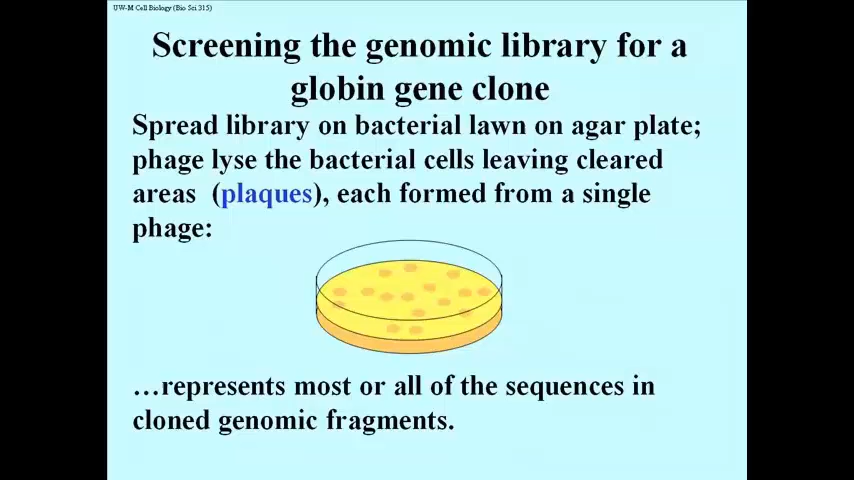 UW-M Cell Biology (Bio Sci 315)
Screening the genomic library for a
globin gene clone
Spread library on bacterial lawn on agar plate;
phage lyse the bacterial cells leaving cleared
areas (plaques), each formed from a single
phage:
…represents most or all of the sequences in
cloned genomic fragments.